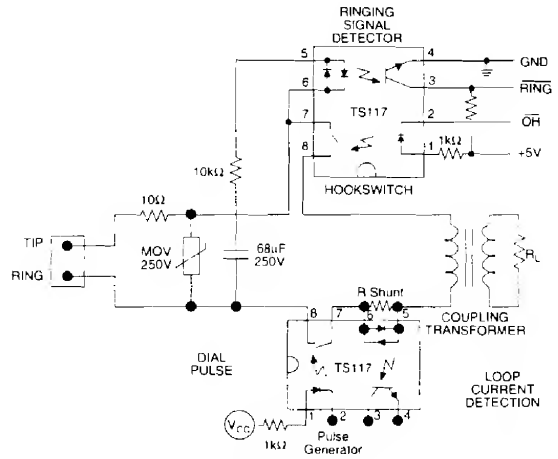 RINGING
SIGNAL
DETECTOR
5
4
GND
6
3
RING
7
TS117
2
OH
8
1
1kΩ
+5V
HOOKSWITCH
10kΩ
10Ω
TIP
RING
MOV
250V
68uF
250V
RL
R Shunt
COUPLING
TRANSFORMER
8
7
6
5
DIAL
PULSE
TS117
LOOP
CURRENT
DETECTION
VCC
1kΩ
1
2
3
4
Pulse
Generator